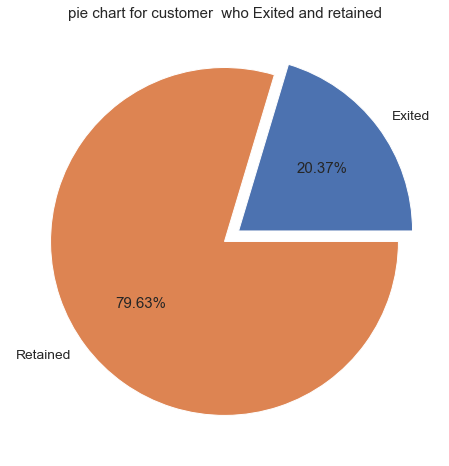 pie chart for customer  who Exited and retained
Exited
20.37%
79.63%
Retained